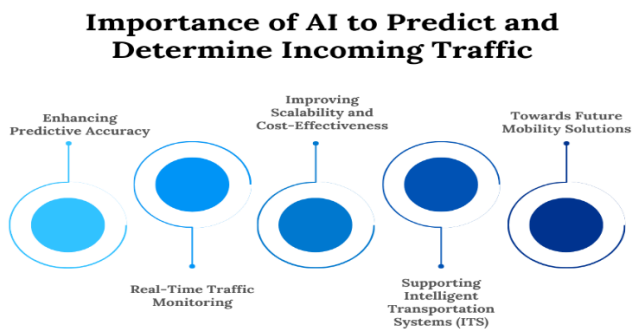 Importance of AI to Predict and
Determine Incoming Traffic
Enhancing
Predictive Accuracy
Real-Time Traffic
Monitoring
Improving
Scalability and
Cost-Effectiveness
Supporting
Intelligent
Transportation
Systems (ITS)
Towards Future
Mobility Solutions